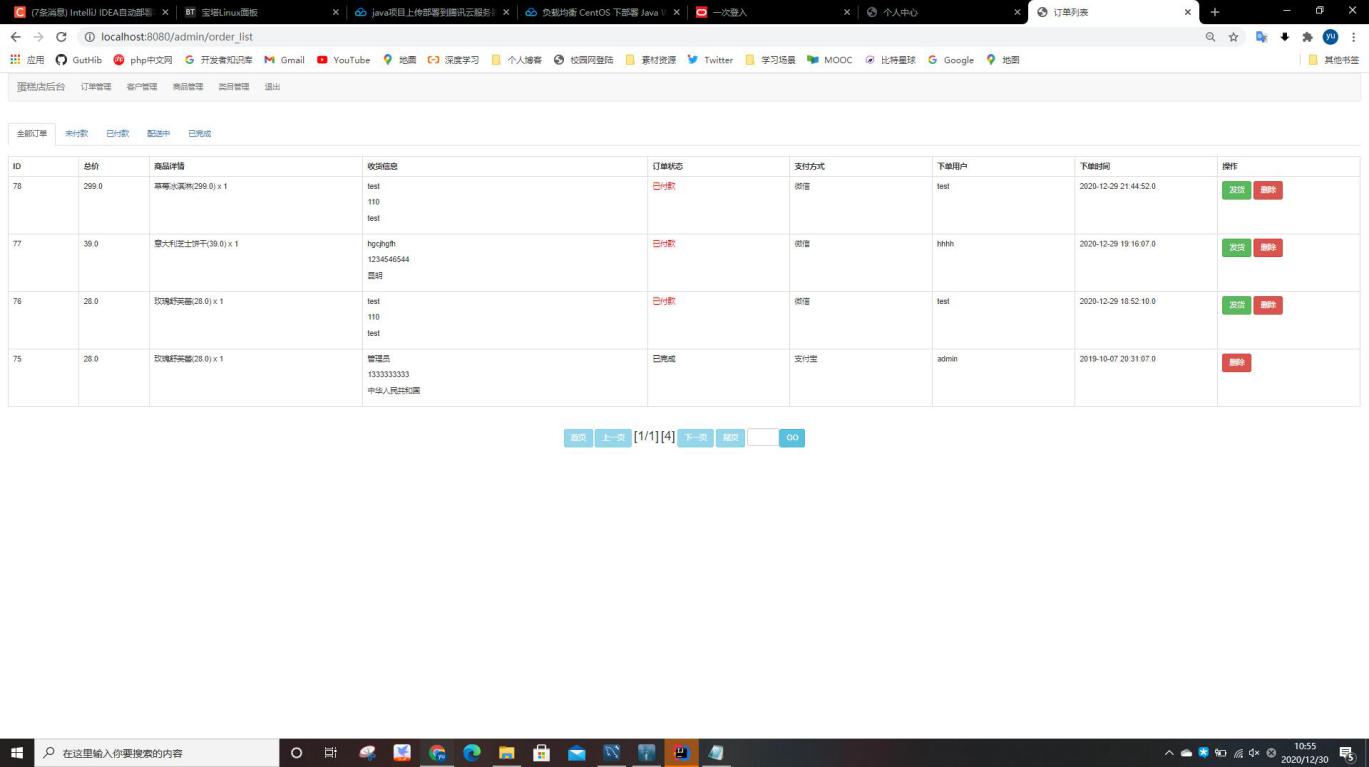 (7条消息) IntelliJ IDEA自动部署 宝塔Linux面板 java项目上传部署到腾讯云服务器 负载均衡 CentOS 下部署 Java W 一次登入 个人中心 订单列表
localhost:8080/admin/order_list
应用 GutHib php中文网 开发者知识库 Gmail YouTube 地圖 深度学习 个人博客 校园网登陆 素材资源 Twitter 学习场景 MOOC 比特星球 Google 地图 其他书签
蛋糕店后台 订单管理 客户管理 商品管理 类目管理 退出
全部订单 未付款 已付款 配送中 已完成
ID 总价 商品详情 收货信息 订单状态 支付方式 下单用户 下单时间 操作
78 299.0 草莓冰淇淋(299.0) x 1 test 已付款 微信 test 2020-12-29 21:44:52.0 发货 删除
110
test
77 39.0 意大利芝士饼干(39.0) x 1 hgcjhgfh 已付款 微信 hhhh 2020-12-29 19:16:07.0 发货 删除
1234546544
昆明
76 28.0 玫瑰舒芙蕾(28.0) x 1 test 已付款 微信 test 2020-12-29 18:52:10.0 发货 删除
110
test
75 28.0 玫瑰舒芙蕾(28.0) x 1 管理员 已完成 支付宝 admin 2019-10-07 20:31:07.0 删除
1333333333
中华人民共和国
首页 上一页 [1/1] [4] 下一页 尾页 GO
在这里输入你要搜索的内容
10:55
2020/12/30